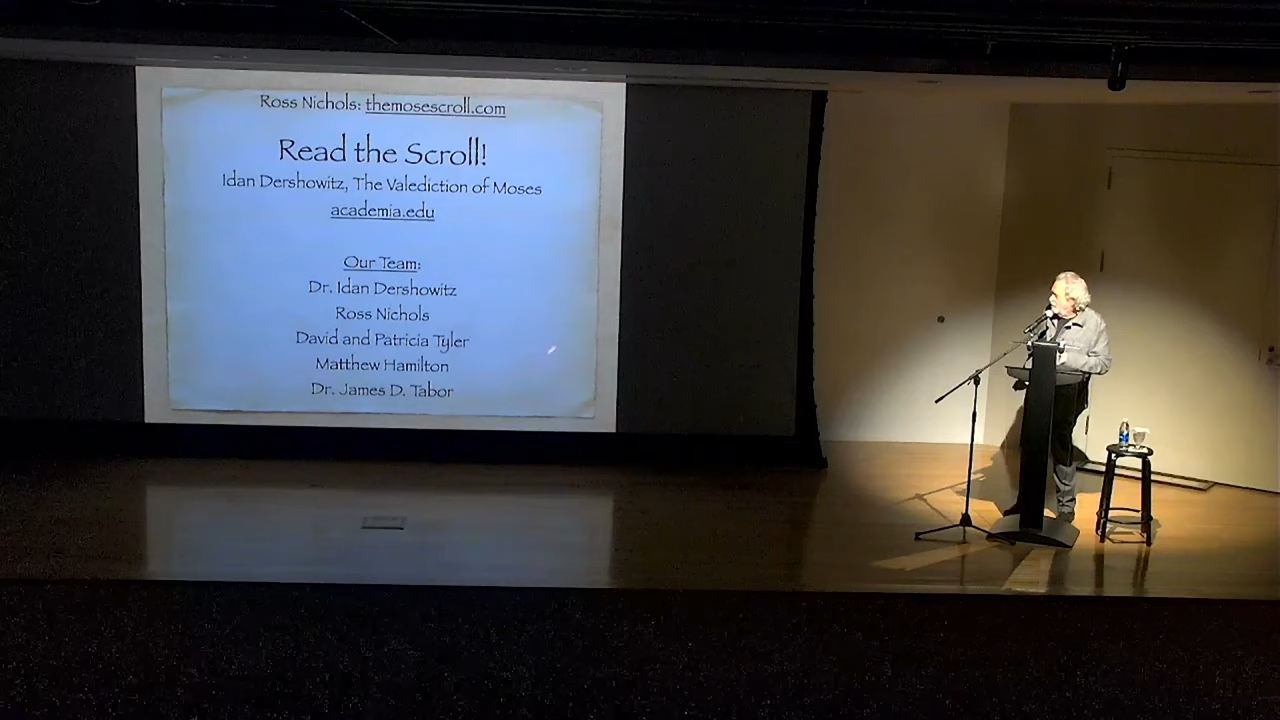 Ross Nichols: themosescroll.com
Read the Scroll!
Idan Dershowitz, The Valediction of Moses
academia.edu
Our Team:
Dr. Idan Dershowitz
Ross Nichols
David and Patricia Tyler
Matthew Hamilton
Dr. James D. Tabor